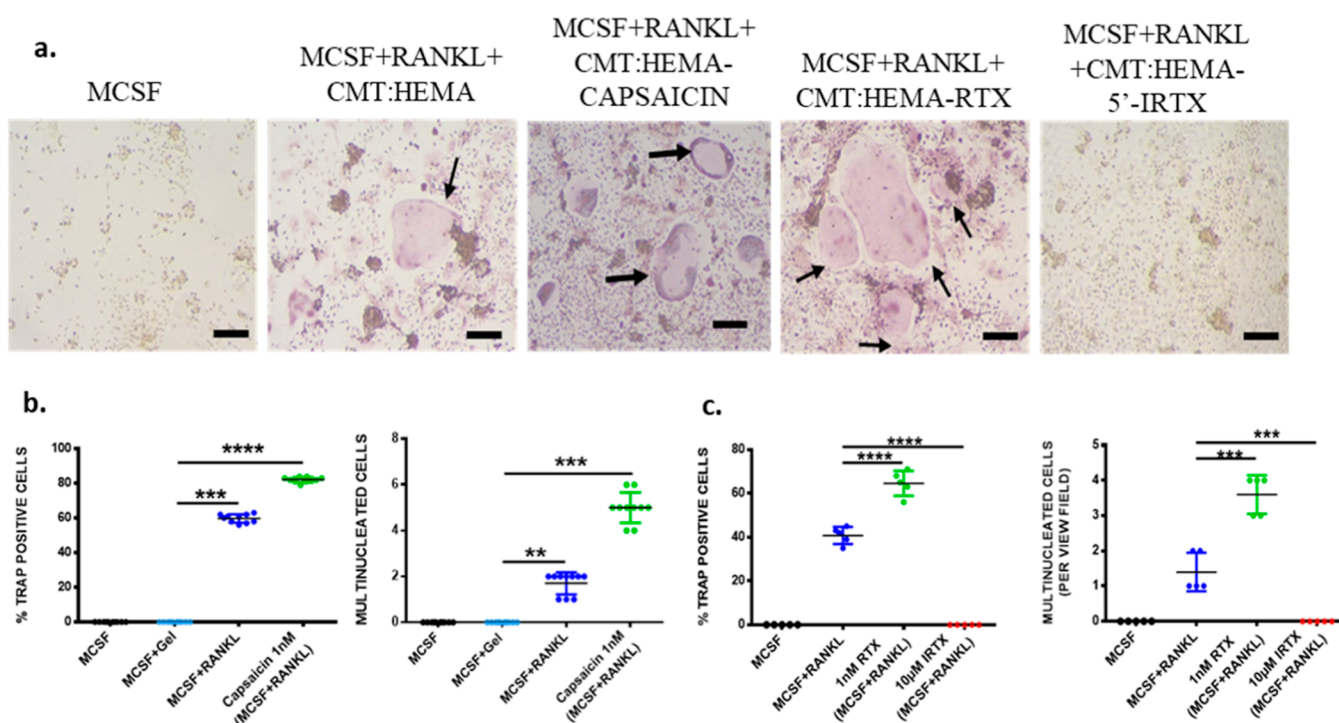 a.
MCSF
MCSF+RANKL+
CMT:HEMA
MCSF+RANKL+
CMT:HEMA-
CAPSAICIN
MCSF+RANKL+
CMT:HEMA-RTX
MCSF+RANKL
+CMT:HEMA-
5’-IRTX
b.
% TRAP POSITIVE CELLS
100
80
60
40
20
0
****
***
MCSF
MCSF+Gel
MCSF+RANKL
Capsaicin 1nM
(MCSF+RANKL)
MULTINUCLEATED CELLS
8
6
4
2
0
***
**
MCSF
MCSF+Gel
MCSF+RANKL
Capsaicin 1nM
(MCSF+RANKL)
c.
% TRAP POSITIVE CELLS
80
60
40
20
0
****
****
MCSF
MCSF+RANKL
1nM RTX
(MCSF+RANKL)
10µM IRTX
(MCSF+RANKL)
MULTINUCLEATED CELLS
(PER VIEW FIELD)
5
4
3
2
1
0
***
***
MCSF
MCSF+RANKL
1nM RTX
(MCSF+RANKL)
10µM IRTX
(MCSF+RANKL)